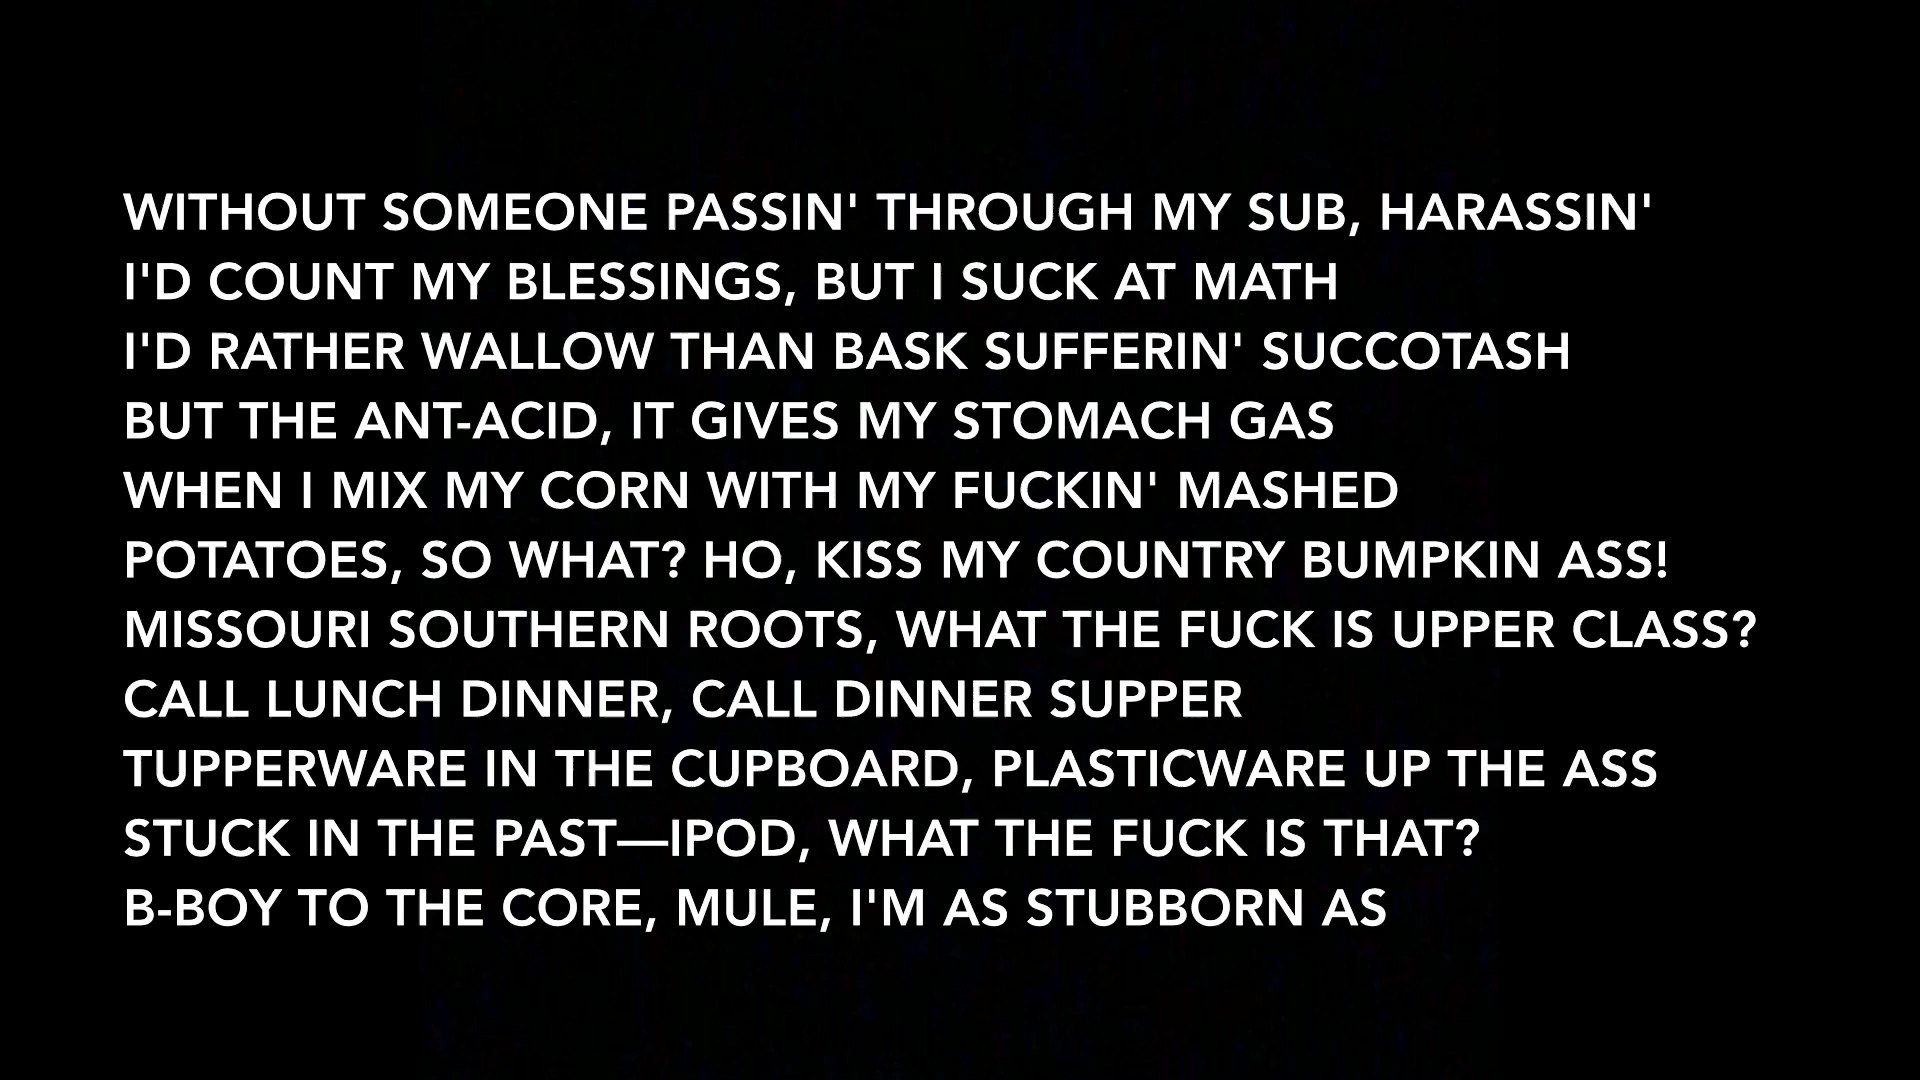 WITHOUT SOMEONE PASSIN' THROUGH MY SUB, HARASSIN'
I'D COUNT MY BLESSINGS, BUT I SUCK AT MATH
I'D RATHER WALLOW THAN BASK SUFFERIN' SUCCOTASH
BUT THE ANT-ACID, IT GIVES MY STOMACH GAS
WHEN I MIX MY CORN WITH MY FUCKIN' MASHED
POTATOES, SO WHAT? HO, KISS MY COUNTRY BUMPKIN ASS!
MISSOURI SOUTHERN ROOTS, WHAT THE FUCK IS UPPER CLASS?
CALL LUNCH DINNER, CALL DINNER SUPPER
TUPPERWARE IN THE CUPBOARD, PLASTICWARE UP THE ASS
STUCK IN THE PAST—IPOD, WHAT THE FUCK IS THAT?
B-BOY TO THE CORE, MULE, I'M AS STUBBORN AS